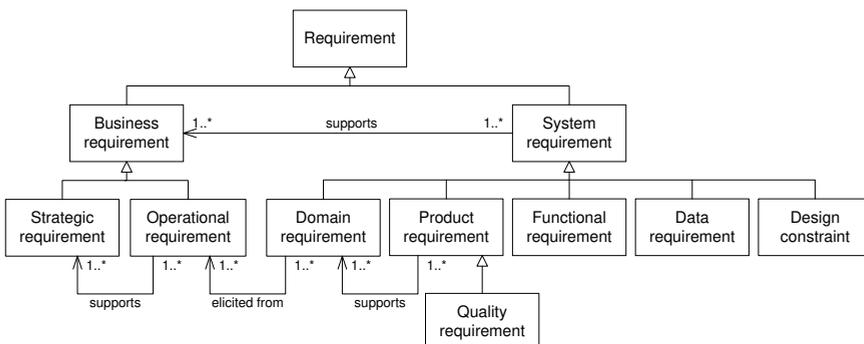 Requirement
Business
requirement
1..*
supports
1..*
System
requirement
Strategic
requirement
Operational
requirement
Domain
requirement
Product
requirement
Functional
requirement
Data
requirement
Design
constraint
1..*
1..*
1..*
1..*
1..*
1..*
supports
elicited from
supports
Quality
requirement